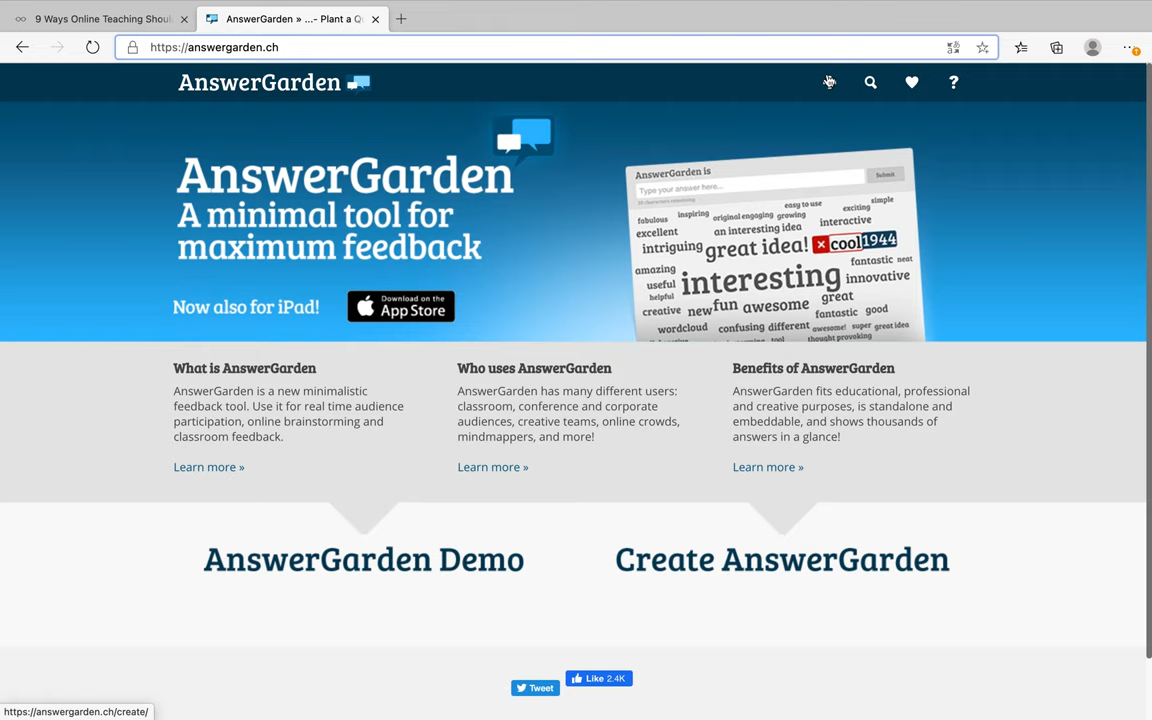 9 Ways Online Teaching Shoul
AnswerGarden » ...- Plant a Q
https://answergarden.ch
AnswerGarden
AnswerGarden
A minimal tool for
maximum feedback
Now also for iPad!
Download on the
App Store
AnswerGarden is
Type your answer here...
Submit
easy to use
simple
fabulous
inspiring
original engaging growing
exciting
excellent
an interesting idea
interactive
intriguing
great idea!
cool 1944
amazing
fantastic
neat
useful
interesting
innovative
helpful
creative
new
fun
awesome
great
fantastic
good
wordcloud
confusing
different
awesome!
super
great idea
thought provoking
What is AnswerGarden
AnswerGarden is a new minimalistic
feedback tool. Use it for real time audience
participation, online brainstorming and
classroom feedback.
Learn more »
Who uses AnswerGarden
AnswerGarden has many different users:
classroom, conference and corporate
audiences, creative teams, online crowds,
mindmappers, and more!
Learn more »
Benefits of AnswerGarden
AnswerGarden fits educational, professional
and creative purposes, is standalone and
embeddable, and shows thousands of
answers in a glance!
Learn more »
AnswerGarden Demo
Create AnswerGarden
Tweet
Like 2.4K
https://answergarden.ch/create/